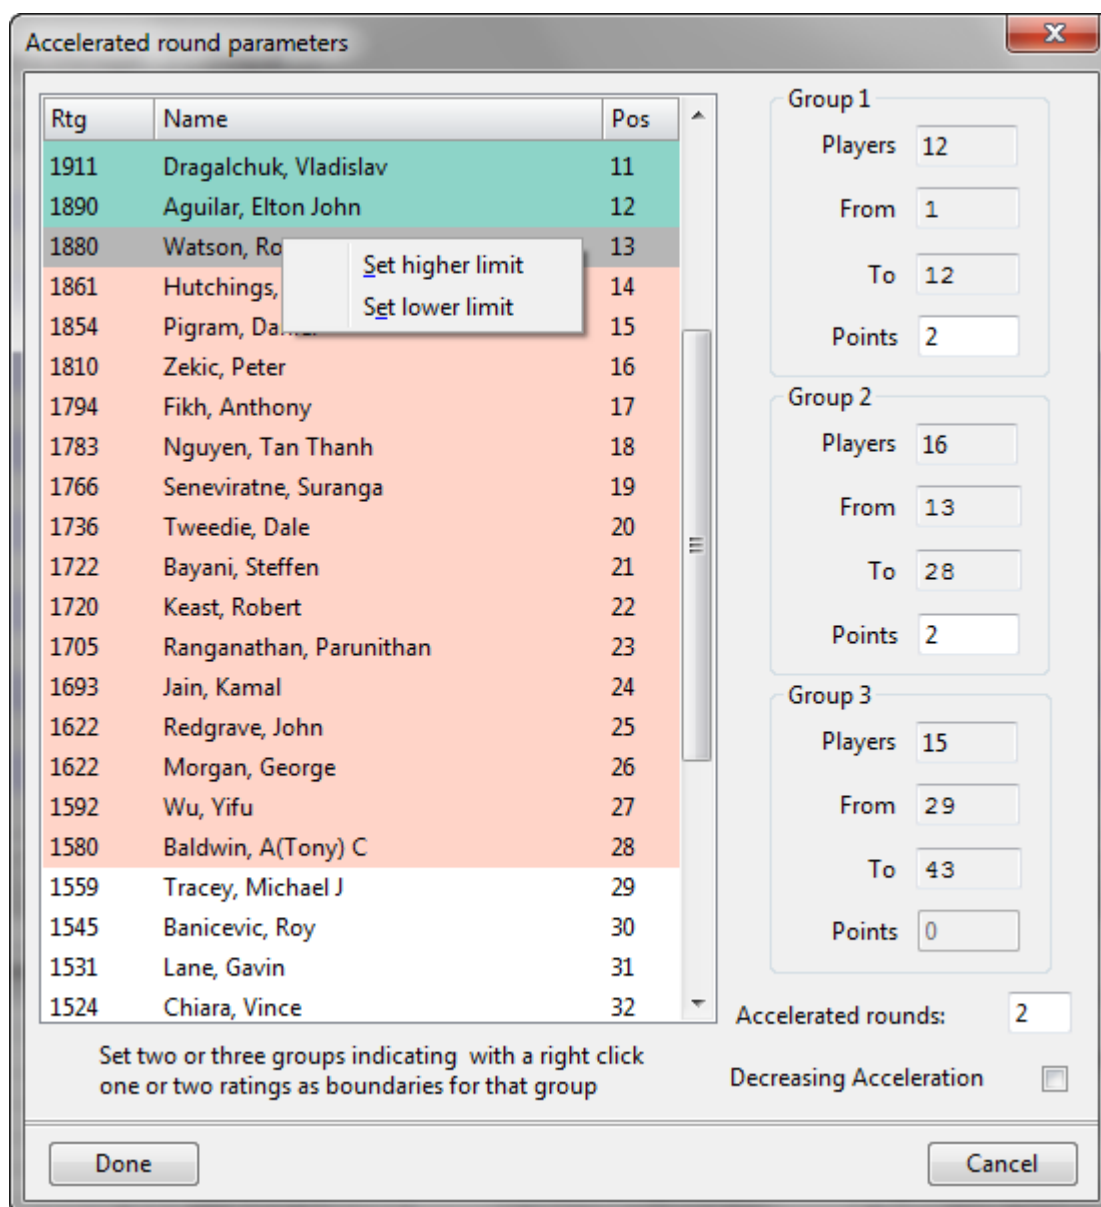 Accelerated round parameters
Rtg Name Pos
1911 Dragalchuk, Vladislav 11
1890 Aguilar, Elton John 12
1880 Watson, Ro 13
Set higher limit
1861 Hutchings, 14
Set lower limit
1854 Pigram, 15
1810 Zekic, Peter 16
1794 Fikh, Anthony 17
1783 Nguyen, Tan Thanh 18
1766 Seneviratne, Suranga 19
1736 Tweedie, Dale 20
1722 Bayani, Steffen 21
1720 Keast, Robert 22
1705 Ranganathan, Parunithan 23
1693 Jain, Kamal 24
1622 Redgrave, John 25
1622 Morgan, George 26
1592 Wu, Yifu 27
1580 Baldwin, A(Tony) C 28
1559 Tracey, Michael J 29
1545 Banicevic, Roy 30
1531 Lane, Gavin 31
1524 Chiara, Vince 32
Set two or three groups indicating with a right click
one or two ratings as boundaries for that group
Group 1
Players 12
From 1
To 12
Points 2
Group 2
Players 16
From 13
To 28
Points 2
Group 3
Players 15
From 29
To 43
Points 0
Accelerated rounds: 2
Decreasing Acceleration
Done
Cancel